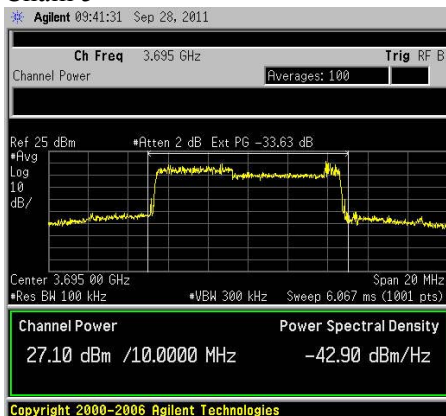 Agilent 09:41:31 Sep 28, 2011
Ch Freq 3.695 GHz Trig RF B
Channel Power Averages: 100
Ref 25 dBm #Atten 2 dB Ext PG -33.63 dB
#Avg
Log
10
dB/
Center 3.695 00 GHz Span 20 MHz
#Res BW 100 kHz #VBW 300 kHz Sweep 6.067 ms (1001 pts)
Channel Power Power Spectral Density
27.10 dBm /10.0000 MHz -42.90 dBm/Hz
Copyright 2000-2006 Agilent Technologies